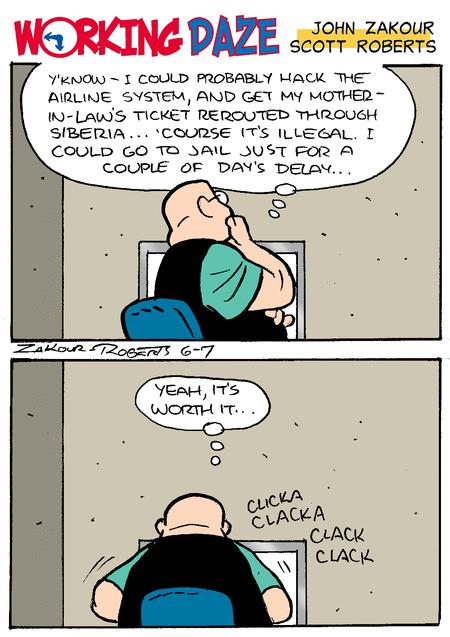 WORKING DAZE
JOHN ZAKOUR
SCOTT ROBERTS
Y'KNOW - I COULD PROBABLY HACK THE
AIRLINE SYSTEM, AND GET MY MOTHER-
IN-LAW'S TICKET REROUTED THROUGH
SIBERIA... 'COURSE IT'S ILLEGAL. I
COULD GO TO JAIL JUST FOR A
COUPLE OF DAY'S DELAY...
ZAKOUR-ROBERTS 6-7
YEAH, IT'S
WORTH IT...
CLICKA
CLACKA
CLACK
CLACK